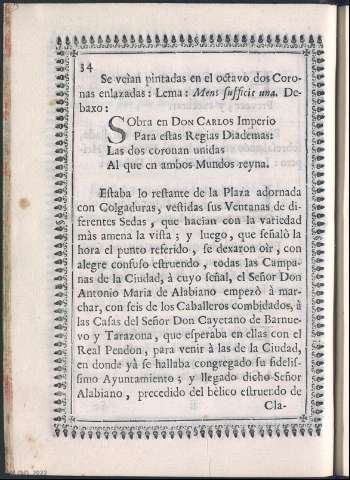 34
Se veìan pintadas en el octavo dos Coro-
nas enlazadas: Lema: Mens sufficit una. De-
baxo:
SObra en DON CARLOS Imperio
Para estas Regias Diademas:
Las dos coronan unidas
Al que en ambos Mundos reyna.
Estaba lo restante de la Plaza adornada
con Colgaduras, vestidas sus Ventanas de di-
ferentes Sedas, que hacian con la variedad
màs amena la vista; y luego, que señalò la
hora el punto referido, se dexaron oìr, con
alegre confuso estruendo, todas las Campa-
nas de la Ciudad, à cuyo señal, el Señor Don
Antonio Maria de Alabiano empezò à mar-
char, con seis de los Caballeros combidados, à
las Casas del Señor Don Cayetano de Barnue-
vo y Tarazona, que esperaba en ellas con el
Real Pendon, para venir à las de la Ciudad,
en donde yà se hallaba congregado su fidelis-
simo Ayuntamiento; y llegado dicho Señor
Alabiano, precedido del bèlico estruendo de
Cla-